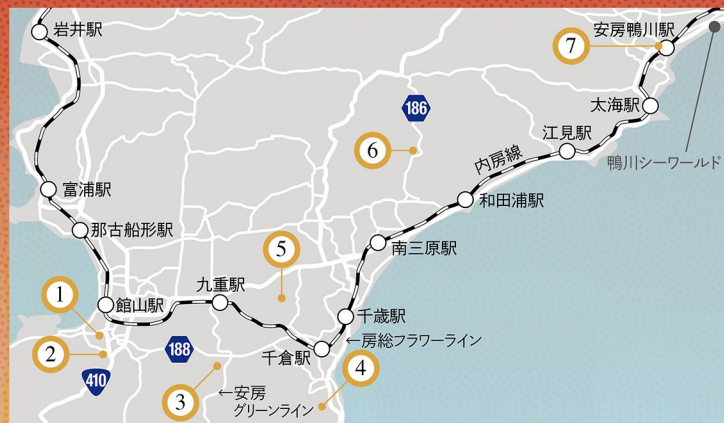 岩井駅
安房鴨川駅
7
太海駅
186
江見駅
6
内房線
鴨川シーワールド
富浦駅
和田浦駅
那古船形駅
南三原駅
5
九重駅
1
館山駅
千歳駅
←房総フラワーライン
2
188
千倉駅
410
3
←安房
グリーンライン
4